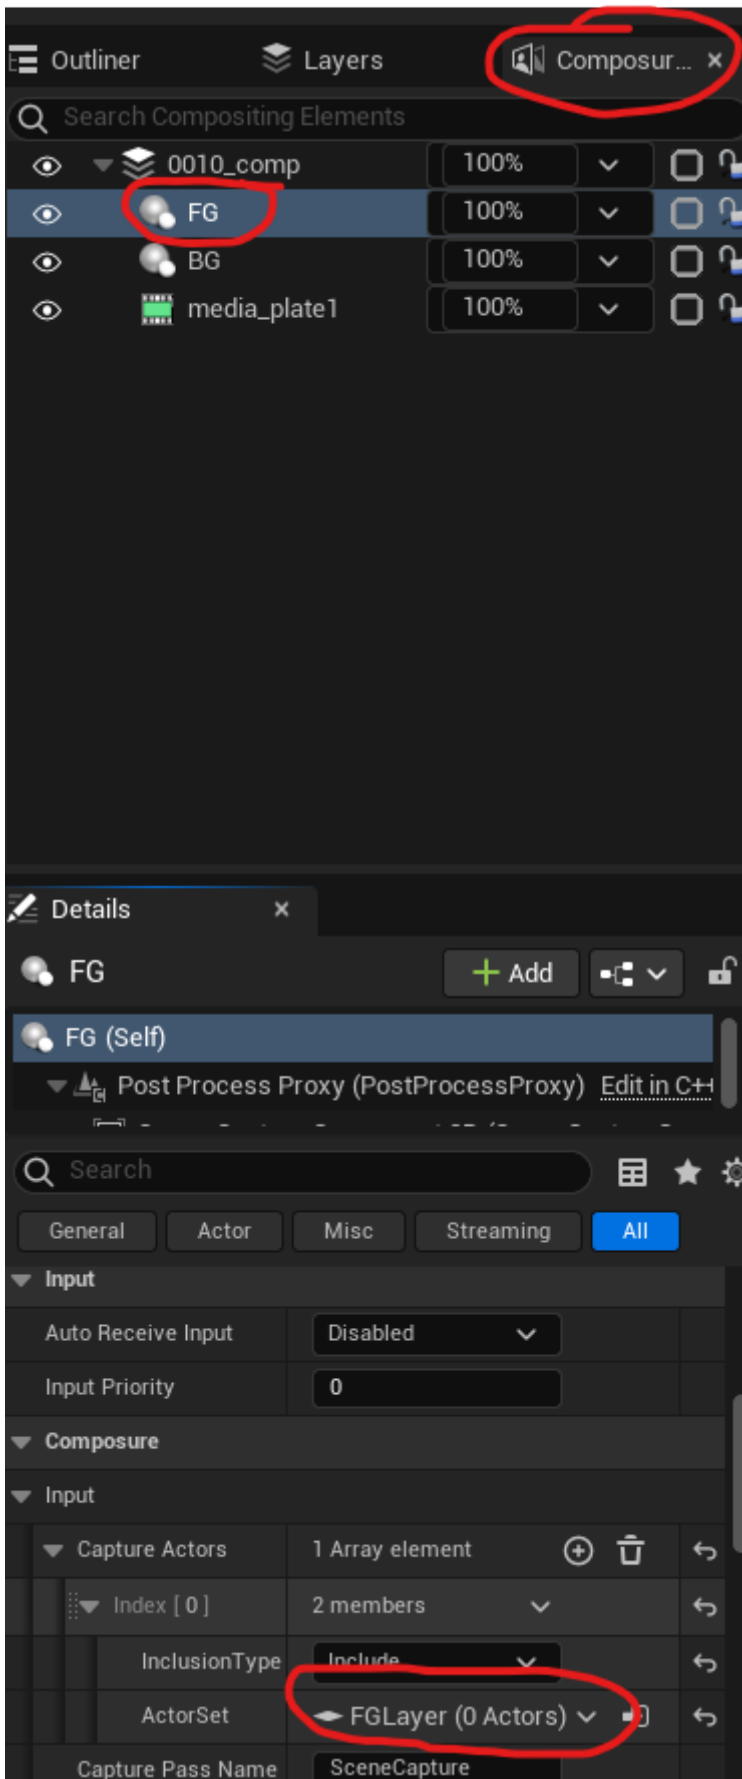 Outliner Layers Composur...
Search Compositing Elements
0010_comp 100%
FG 100%
BG 100%
media_plate1 100%
Details
FG Add
FG (Self)
Post Process Proxy (PostProcessProxy) Edit in C++
Search
General Actor Misc Streaming All
Input
Auto Receive Input Disabled
Input Priority 0
Composure
Input
Capture Actors 1 Array element
Index [ 0 ] 2 members
InclusionType Include
ActorSet FGLayer (0 Actors)
Capture Pass Name SceneCapture